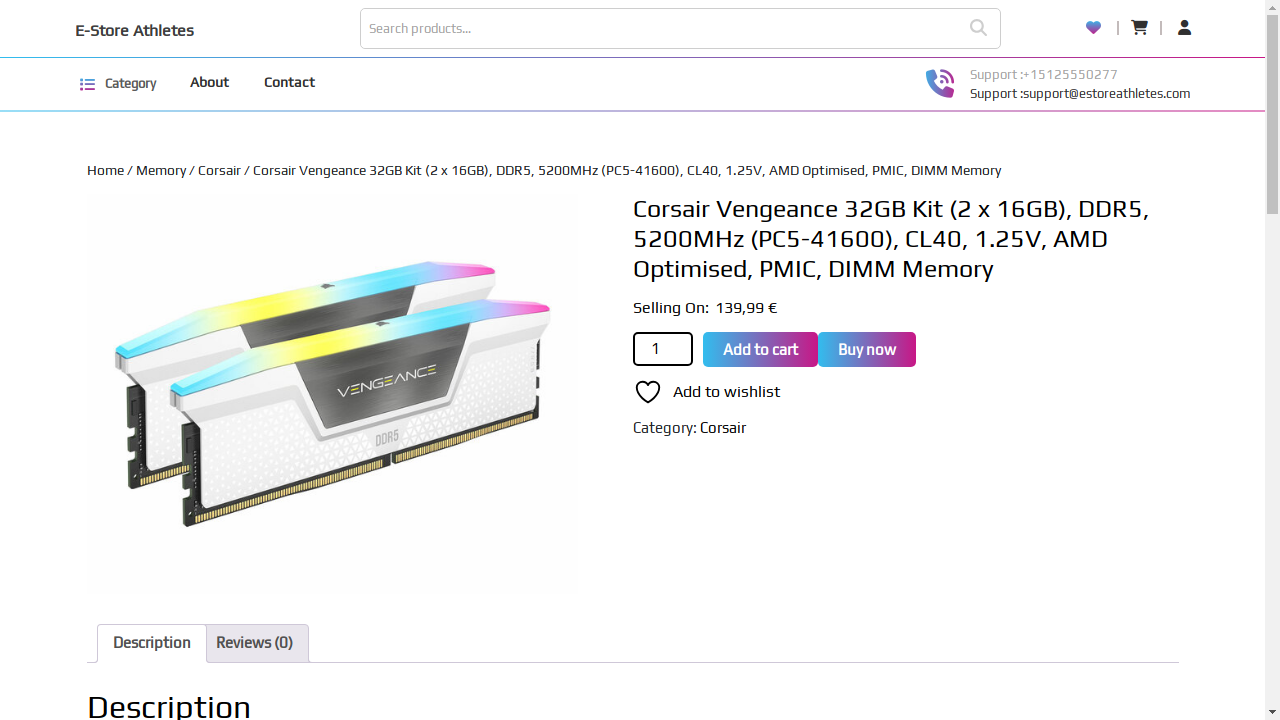 E-Store Athletes
Search products...
Category
About
Contact
Support :+15125550277
Support :support@estoreathletes.com
Home / Memory / Corsair / Corsair Vengeance 32GB Kit (2 x 16GB), DDR5, 5200MHz (PC5-41600), CL40, 1.25V, AMD Optimised, PMIC, DIMM Memory
Corsair Vengeance 32GB Kit (2 x 16GB), DDR5,
5200MHz (PC5-41600), CL40, 1.25V, AMD
Optimised, PMIC, DIMM Memory
Selling On: 139,99 €
1
Add to cart
Buy now
Add to wishlist
Category: Corsair
VENGEANCE
DDR5
Description
Reviews (0)
Description